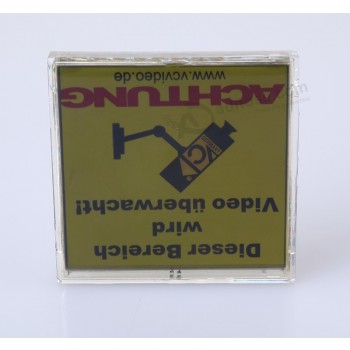 Dieser Bereich
wird
Video überwacht!
ACHTUNG
www.vcvideo.de